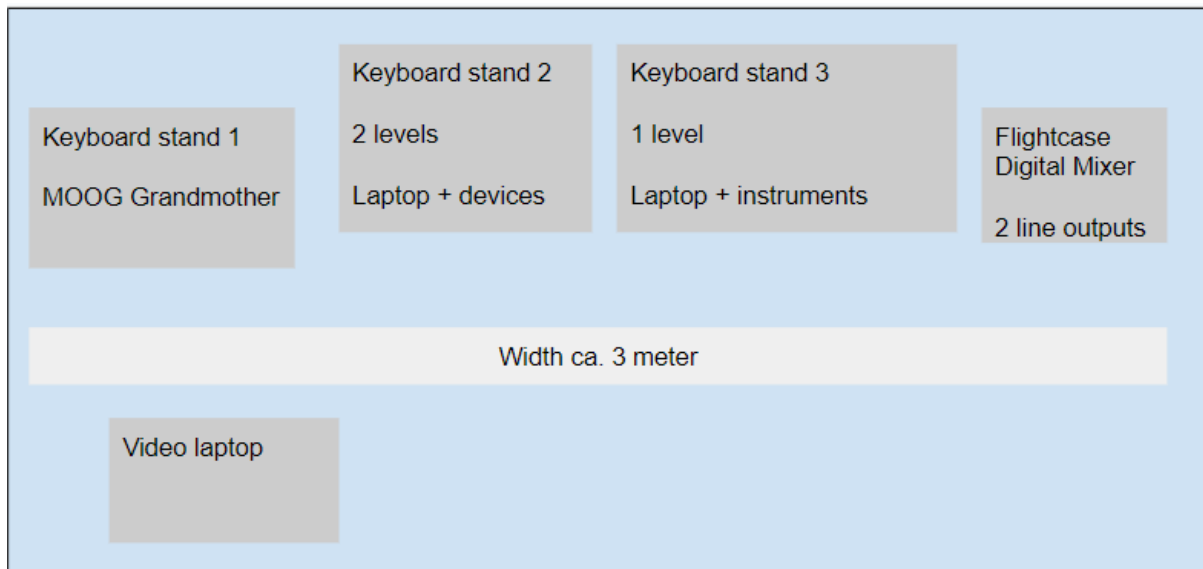 Keyboard stand 1
MOOG Grandmother
Keyboard stand 2
2 levels
Laptop + devices
Keyboard stand 3
1 level
Laptop + instruments
Flightcase
Digital Mixer
2 line outputs
Width ca. 3 meter
Video laptop